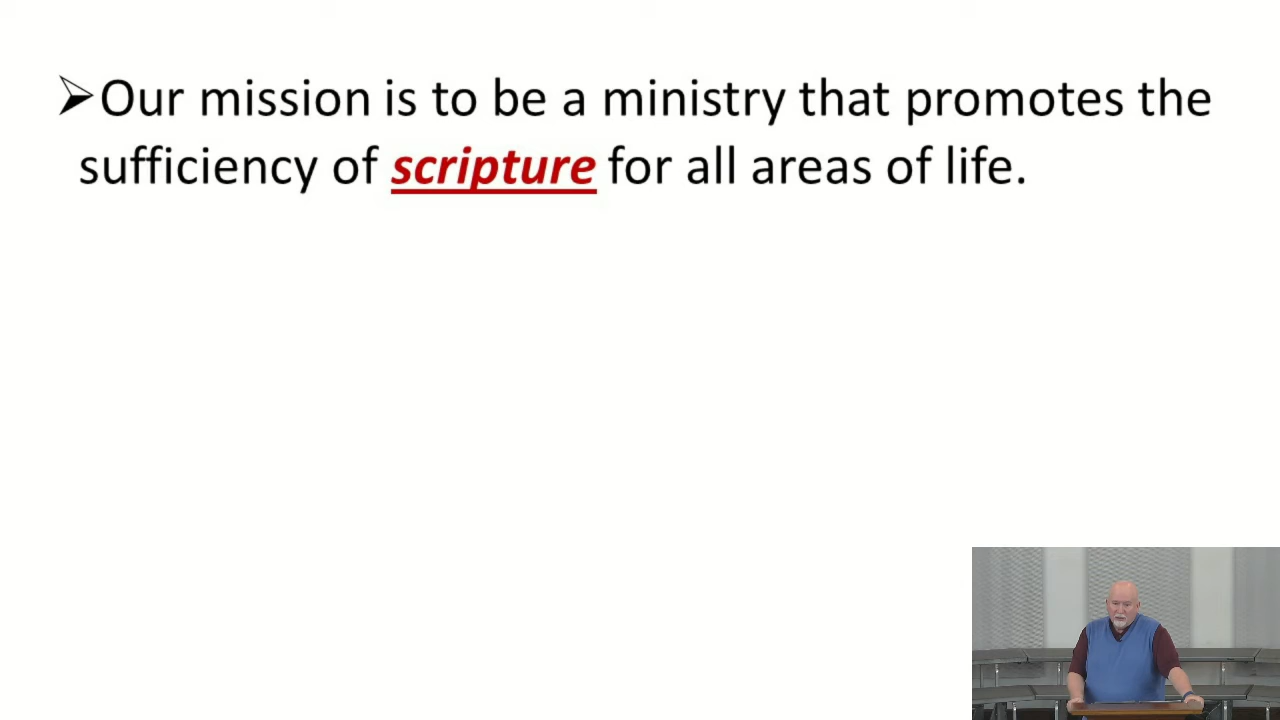 ➢Our mission is to be a ministry that promotes the
sufficiency of scripture for all areas of life.